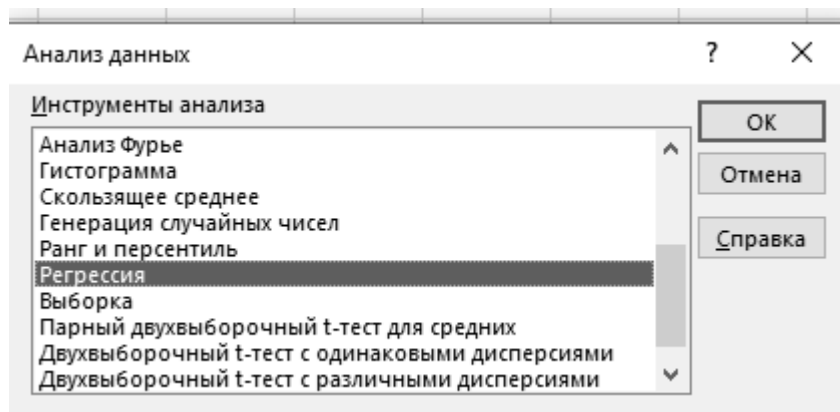 Анализ данных
?
Инструменты анализа
Анализ Фурье
Гистограмма
Скользящее среднее
Генерация случайных чисел
Ранг и персентиль
Регрессия
Выборка
Парный двухвыборочный t-тест для средних
Двухвыборочный t-тест с одинаковыми дисперсиями
Двухвыборочный t-тест с различными дисперсиями
ОК
Отмена
Справка